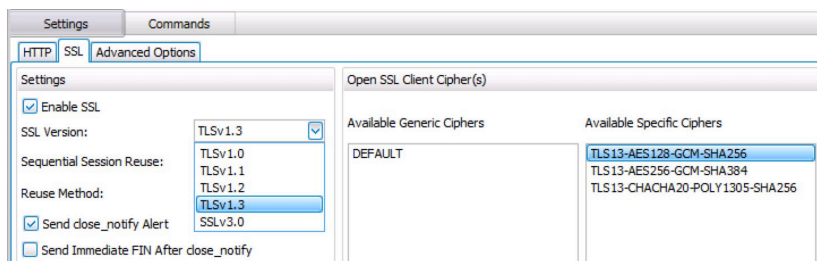 Settings Commands
HTTP SSL Advanced Options
Settings
Enable SSL
SSL Version: TLSv1.3
TLSv1.0
TLSv1.1
TLSv1.2
TLSv1.3
SSLv3.0
Sequential Session Reuse:
Reuse Method:
Send close_notify Alert
Send Immediate FIN After close_notify
Open SSL Client Cipher(s)
Available Generic Ciphers
DEFAULT
Available Specific Ciphers
TLS13-AES128-GCM-SHA256
TLS13-AES256-GCM-SHA384
TLS13-CHACHA20-POLY1305-SHA256